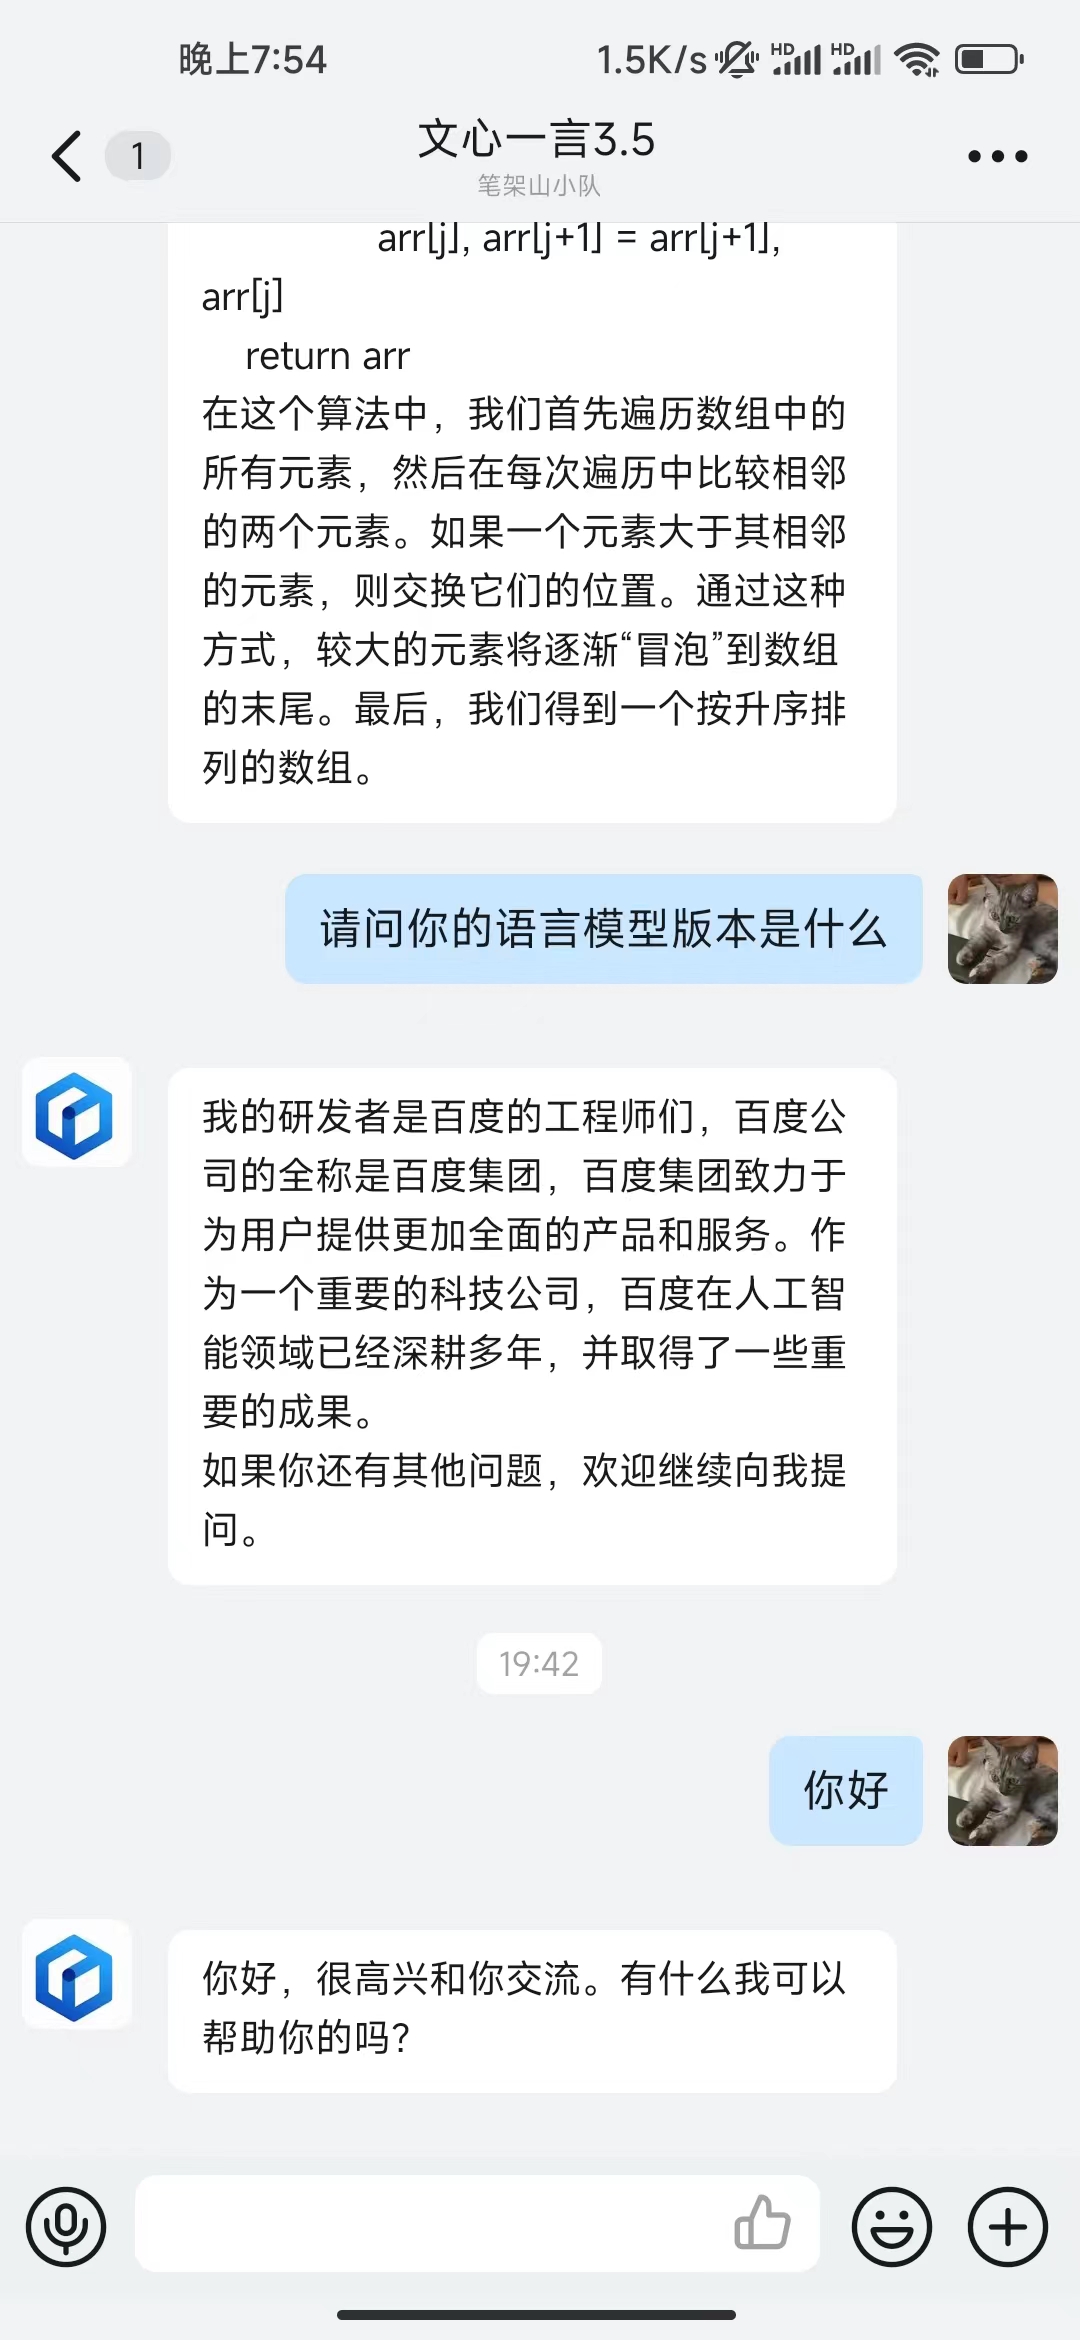 晚上7:54
1.5K/s
HD
HD
1
文心一言3.5
笔架山小队
arr[j], arr[j+1] = arr[j+1],
arr[j]
return arr
在这个算法中，我们首先遍历数组中的
所有元素，然后在每次遍历中比较相邻
的两个元素。如果一个元素大于其相邻
的元素，则交换它们的位置。通过这种
方式，较大的元素将逐渐“冒泡”到数组
的末尾。最后，我们得到一个按升序排
列的数组。
请问你的语言模型版本是什么
我的研发者是百度的工程师们，百度公
司的全称是百度集团，百度集团致力于
为用户提供更加全面的产品和服务。作
为一个重要的科技公司，百度在人工智
能领域已经深耕多年，并取得了一些重
要的成果。
如果你还有其他问题，欢迎继续向我提
问。
19:42
你好
你好，很高兴和你交流。有什么我可以
帮助你的吗？